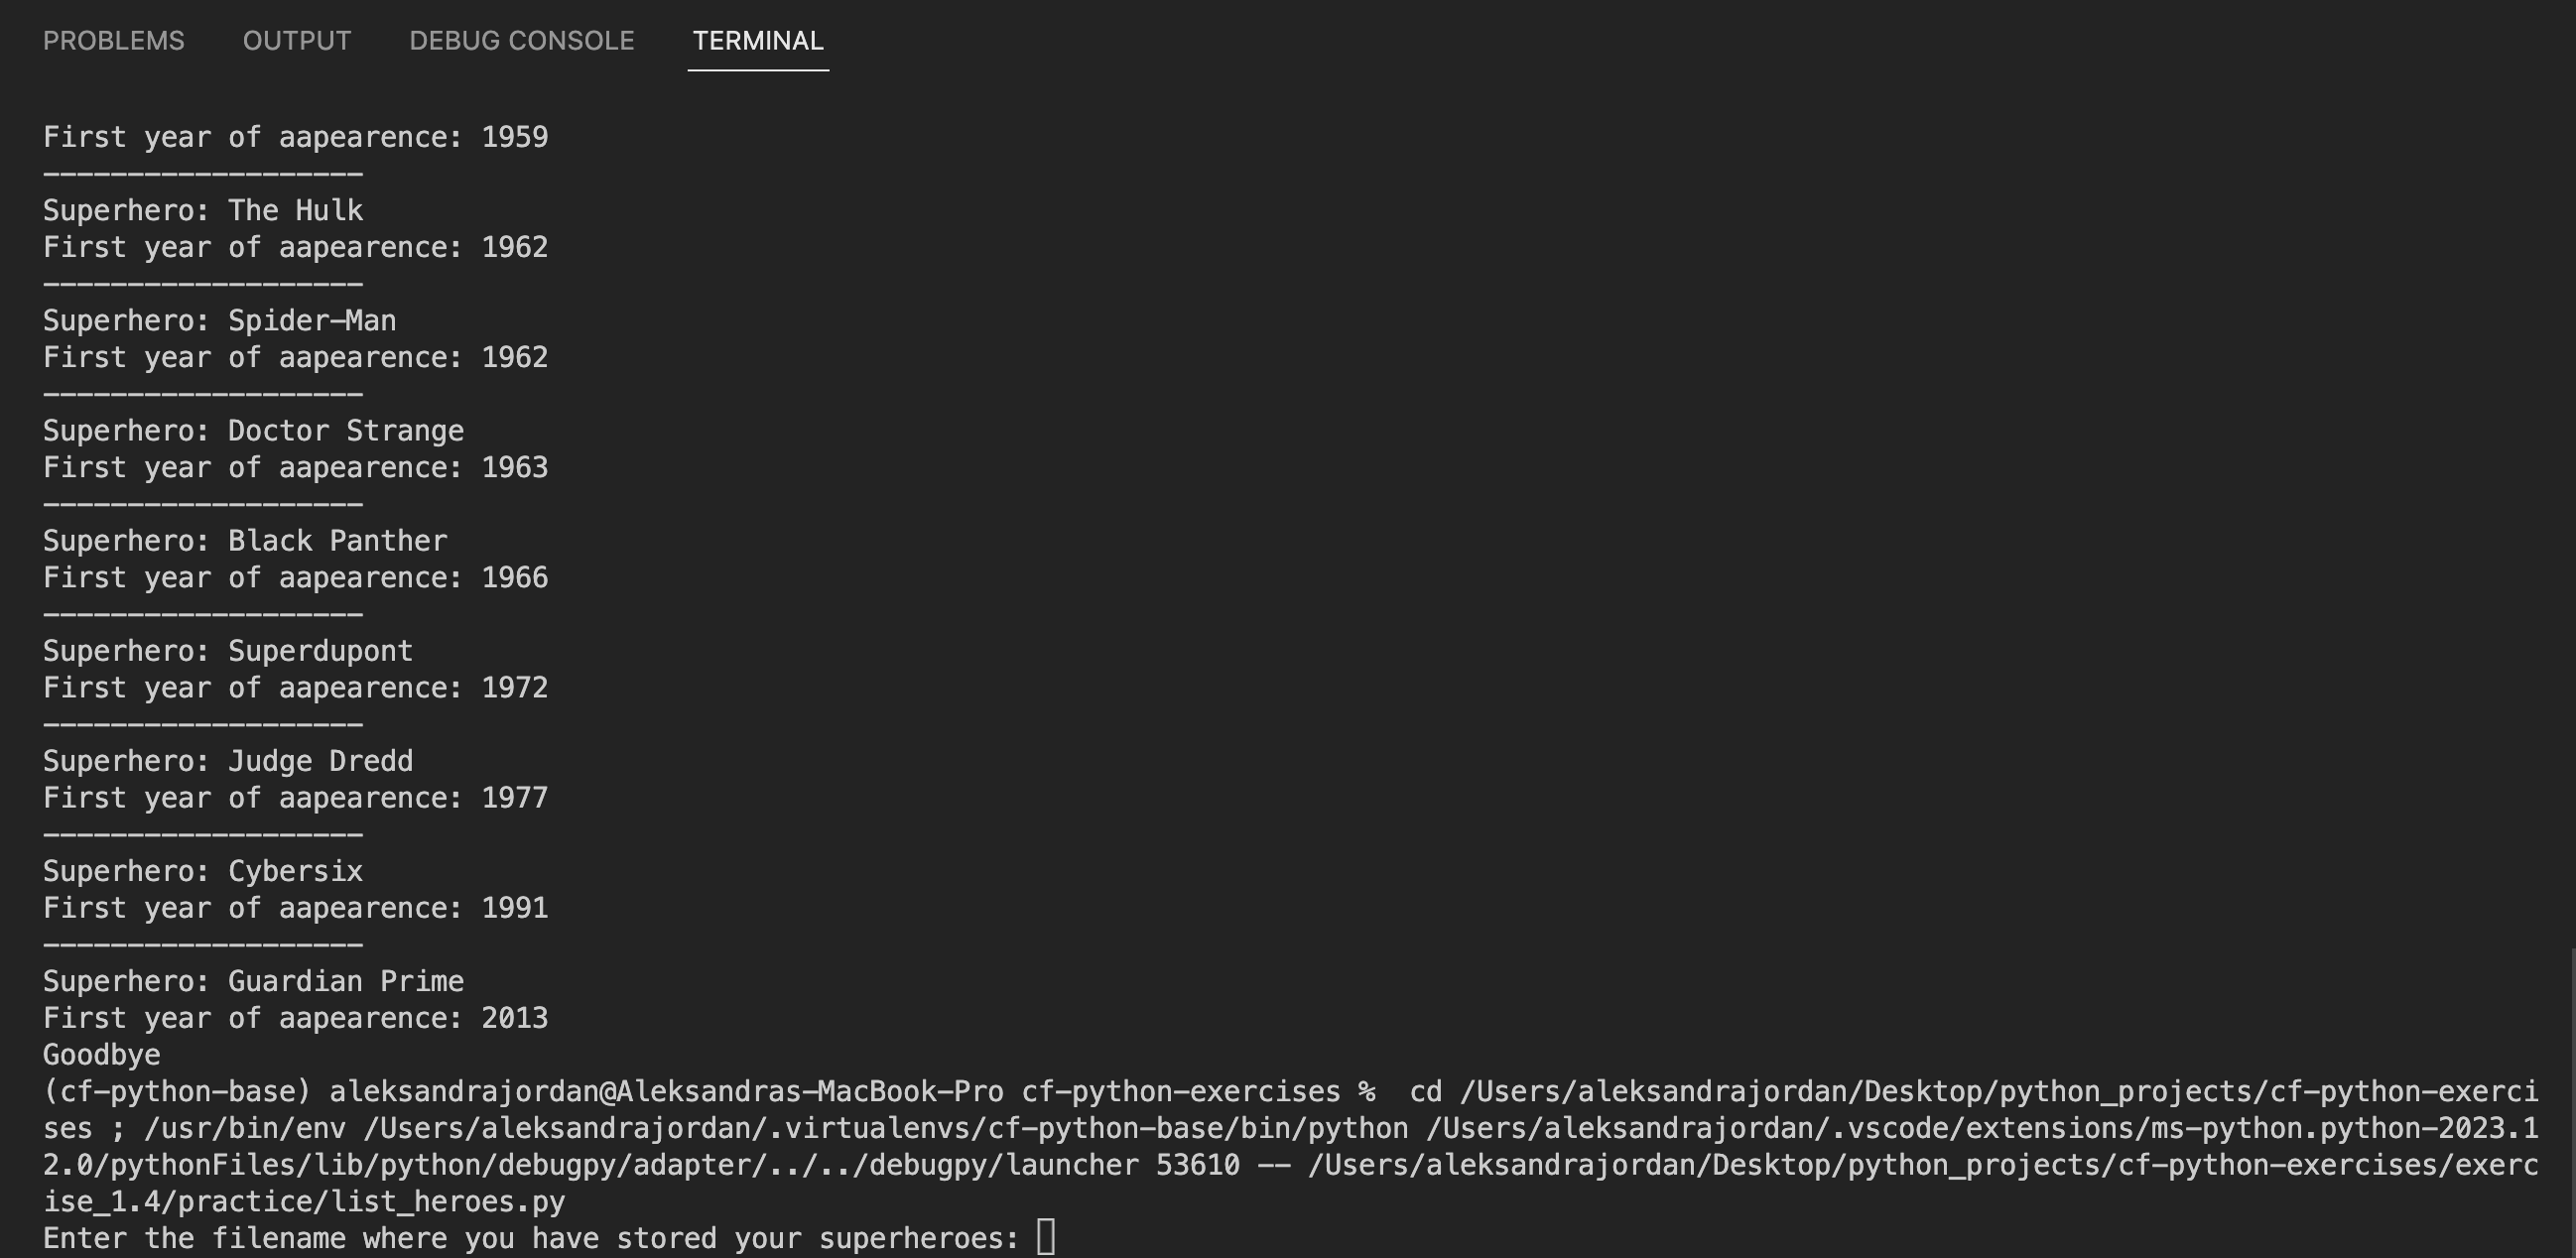 PROBLEMS OUTPUT DEBUG CONSOLE TERMINAL
First year of aapearence: 1959
-------------------
Superhero: The Hulk
First year of aapearence: 1962
-------------------
Superhero: Spider-Man
First year of aapearence: 1962
-------------------
Superhero: Doctor Strange
First year of aapearence: 1963
-------------------
Superhero: Black Panther
First year of aapearence: 1966
-------------------
Superhero: Superdupont
First year of aapearence: 1972
-------------------
Superhero: Judge Dredd
First year of aapearence: 1977
-------------------
Superhero: Cybersix
First year of aapearence: 1991
-------------------
Superhero: Guardian Prime
First year of aapearence: 2013
Goodbye
(cf-python-base) aleksandrajordan@Aleksandras-MacBook-Pro cf-python-exercises %  cd /Users/aleksandrajordan/Desktop/python_projects/cf-python-exerci
ses ; /usr/bin/env /Users/aleksandrajordan/.virtualenvs/cf-python-base/bin/python /Users/aleksandrajordan/.vscode/extensions/ms-python.python-2023.1
2.0/pythonFiles/lib/python/debugpy/adapter/../../debugpy/launcher 53610 -- /Users/aleksandrajordan/Desktop/python_projects/cf-python-exercises/exerc
ise_1.4/practice/list_heroes.py
Enter the filename where you have stored your superheroes: